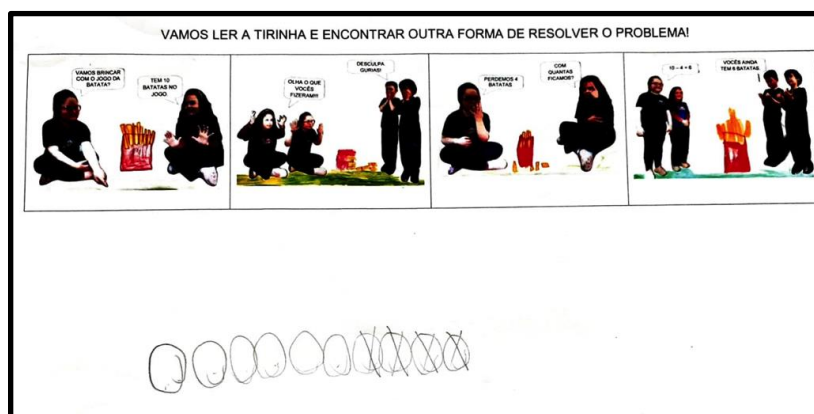 VAMOS LER A TIRINHA E ENCONTRAR OUTRA FORMA DE RESOLVER O PROBLEMA!
VAMOS BRINCAR
COM O JOGO DA
BATATA?
TEM 10
BATATAS NO
JOGO.
OLHA O QUE
VOCÊS
FIZERAM!!!
DESCULPA
GURIAS!
PERDEMOS 4
BATATAS
COM
QUANTAS
FICAMOS?
10 – 4 = 6
VOCÊS AINDA
TEM 6 BATATAS.